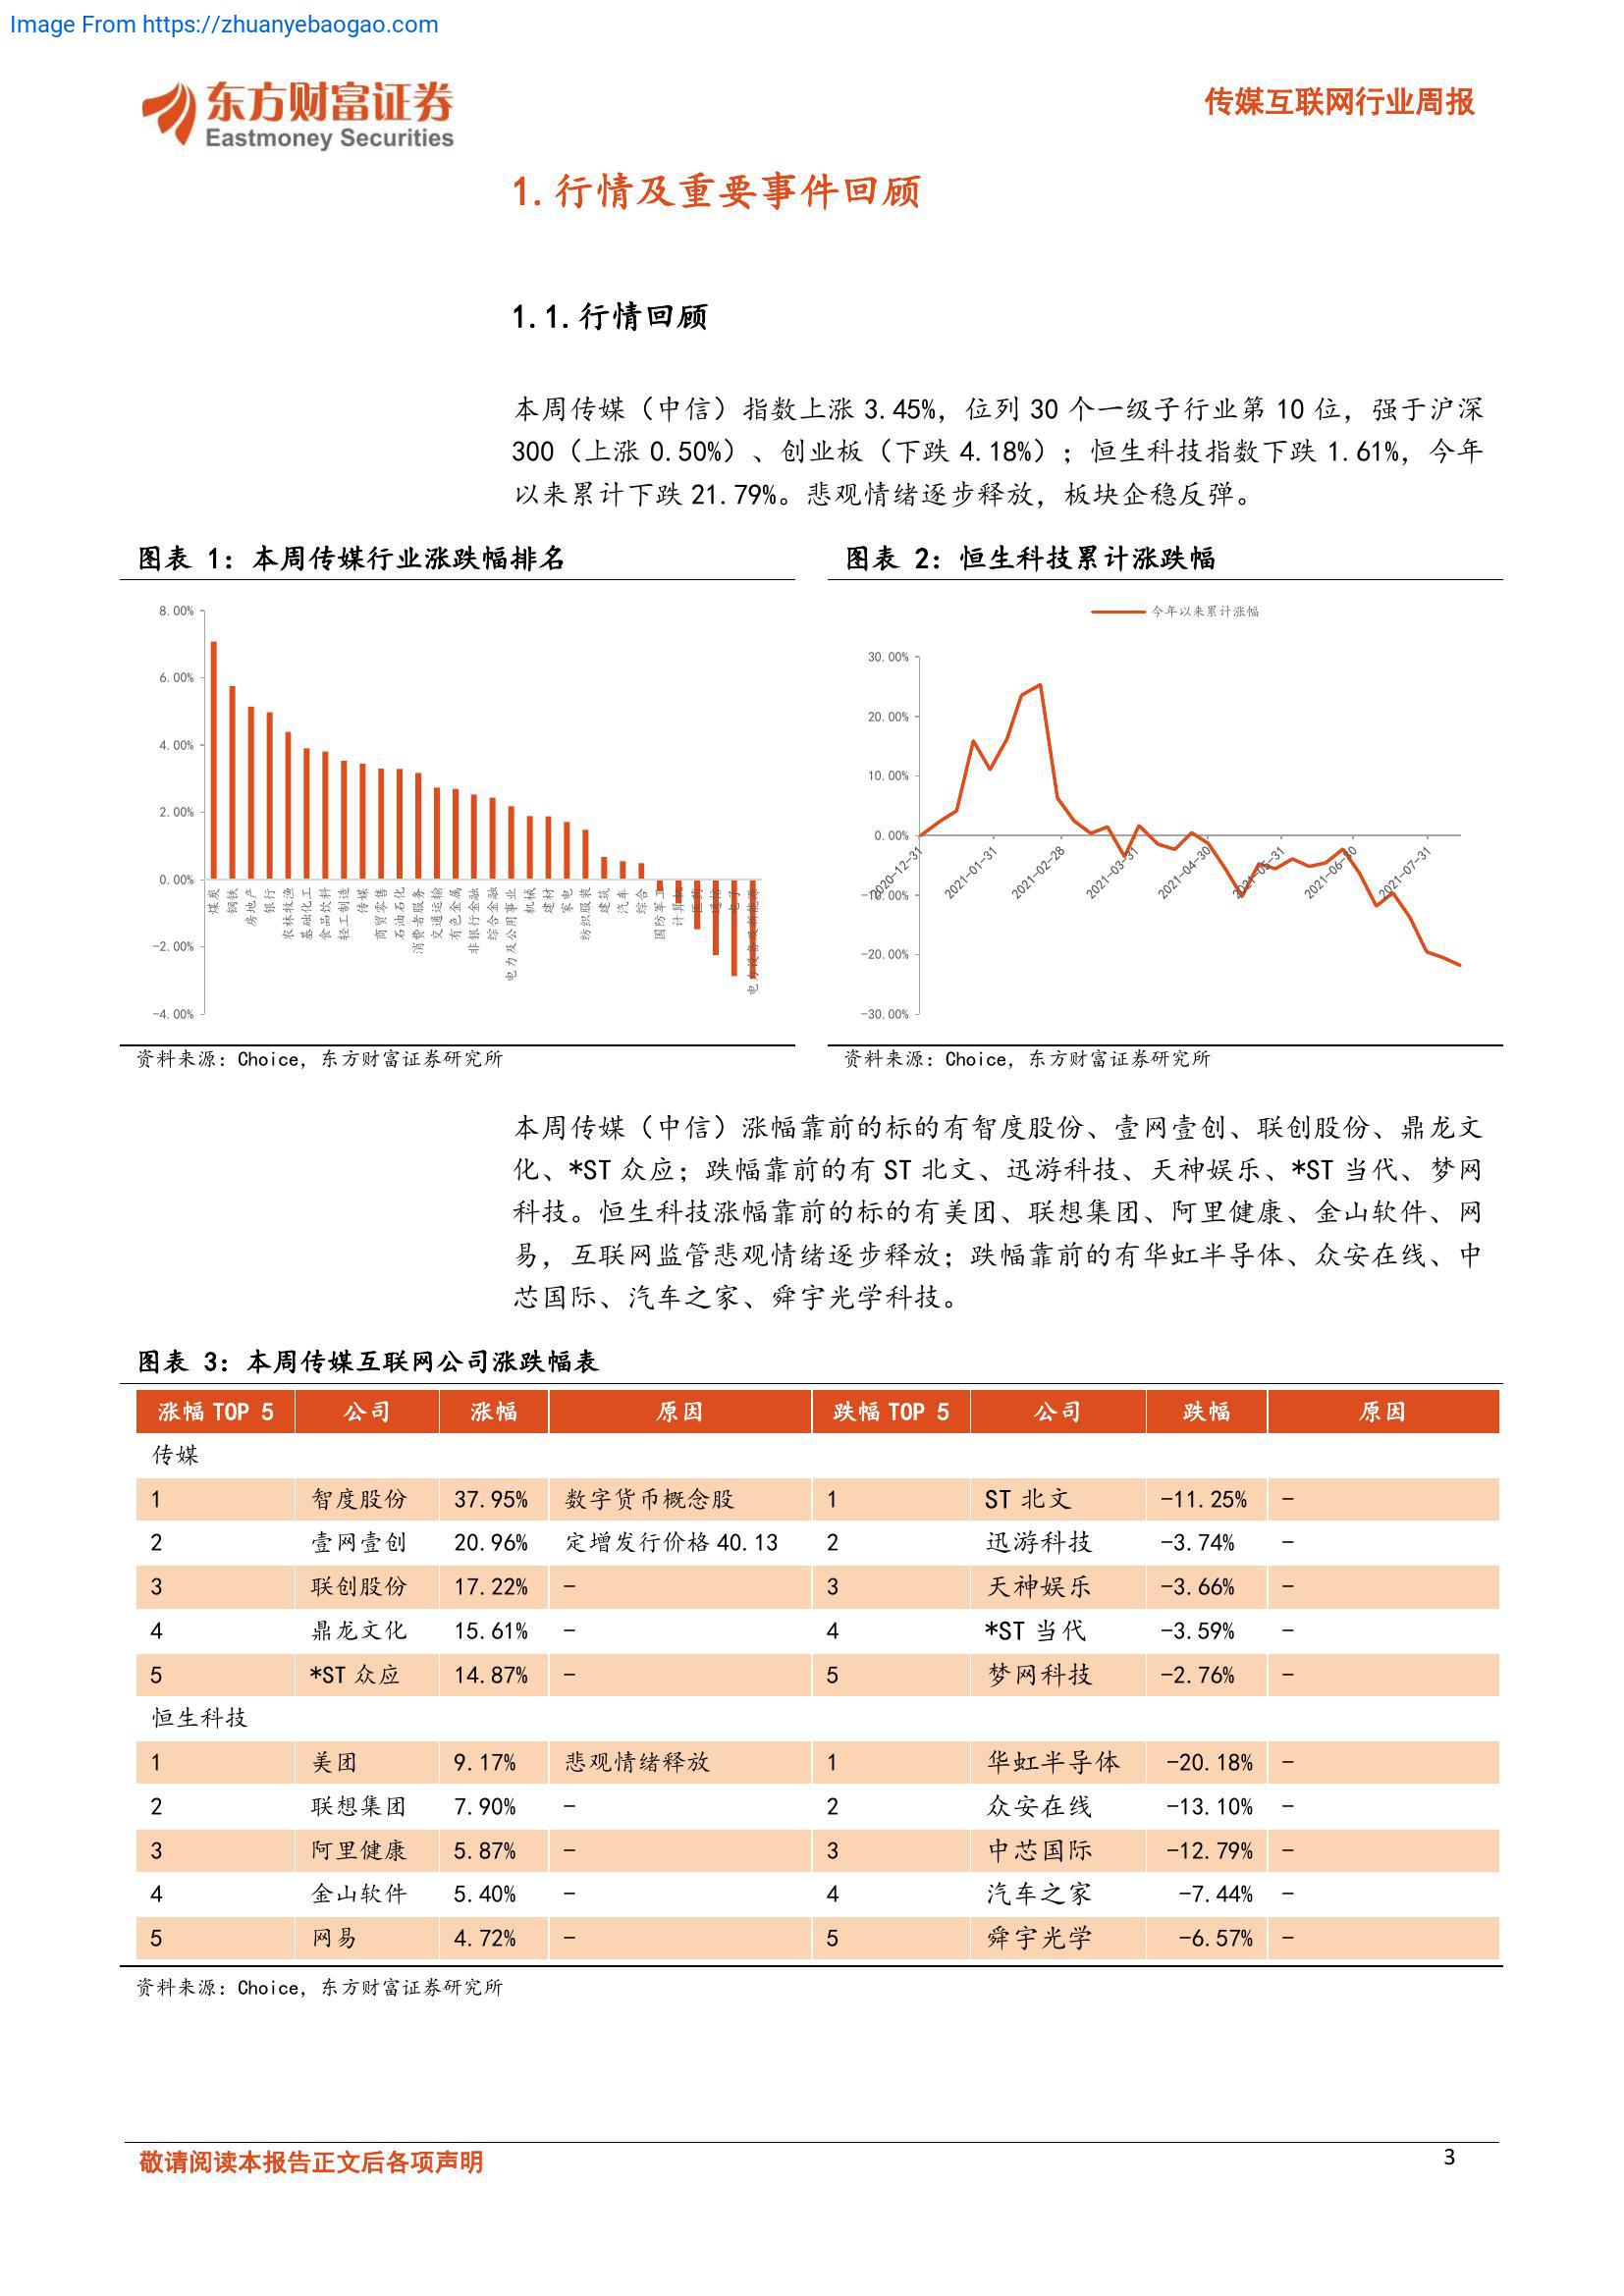 Image From https://zhuanyebaogao.com
东方财富证券
Eastmoney Securities
传媒互联网行业周报
1.行情及重要事件回顾
1.1.行情回顾
本周传媒（中信）指数上涨 3.45%，位列 30 个一级子行业第 10 位，强于沪深
300（上涨 0.50%）、创业板（下跌 4.18%）；恒生科技指数下跌 1.61%，今年
以来累计下跌 21.79%。悲观情绪逐步释放，板块企稳反弹。
图表 1：本周传媒行业涨跌幅排名
8.00%
6.00%
4.00%
2.00%
0.00%
-2.00%
-4.00%
煤炭
钢铁
房地产
银行
农林牧渔
基础化工
食品饮料
轻工制造
传媒
商贸零售
石油石化
消费者服务
交通运输
有色金属
非银行金融
综合金融
电力及公用事业
机械
建材
家电
纺织服装
建筑
汽车
综合
国防军工
计算机
医药
通信
电子
电力设备及新能源
资料来源：Choice，东方财富证券研究所
图表 2：恒生科技累计涨跌幅
今年以来累计涨幅
30.00%
20.00%
10.00%
0.00%
-10.00%
-20.00%
-30.00%
2020-12-31
2021-01-31
2021-02-28
2021-03-31
2021-04-30
2021-05-31
2021-06-30
2021-07-31
资料来源：Choice，东方财富证券研究所
本周传媒（中信）涨幅靠前的标的有智度股份、壹网壹创、联创股份、鼎龙文
化、*ST 众应；跌幅靠前的有 ST 北文、迅游科技、天神娱乐、*ST 当代、梦网
科技。恒生科技涨幅靠前的标的有美团、联想集团、阿里健康、金山软件、网
易，互联网监管悲观情绪逐步释放；跌幅靠前的有华虹半导体、众安在线、中
芯国际、汽车之家、舜宇光学科技。
图表 3：本周传媒互联网公司涨跌幅表
涨幅 TOP 5 公司 涨幅 原因 跌幅 TOP 5 公司 跌幅 原因
传媒
1 智度股份 37.95% 数字货币概念股 1 ST 北文 -11.25% -
2 壹网壹创 20.96% 定增发行价格 40.13 2 迅游科技 -3.74% -
3 联创股份 17.22% - 3 天神娱乐 -3.66% -
4 鼎龙文化 15.61% - 4 *ST 当代 -3.59% -
5 *ST 众应 14.87% - 5 梦网科技 -2.76% -
恒生科技
1 美团 9.17% 悲观情绪释放 1 华虹半导体 -20.18% -
2 联想集团 7.90% - 2 众安在线 -13.10% -
3 阿里健康 5.87% - 3 中芯国际 -12.79% -
4 金山软件 5.40% - 4 汽车之家 -7.44% -
5 网易 4.72% - 5 舜宇光学 -6.57% -
资料来源：Choice，东方财富证券研究所
敬请阅读本报告正文后各项声明
3